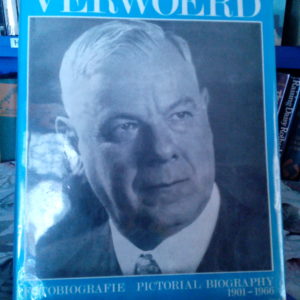 VERWOERD
TOBIOGRAFIE PICTORIAL BIOGRAPHY
1901-1966